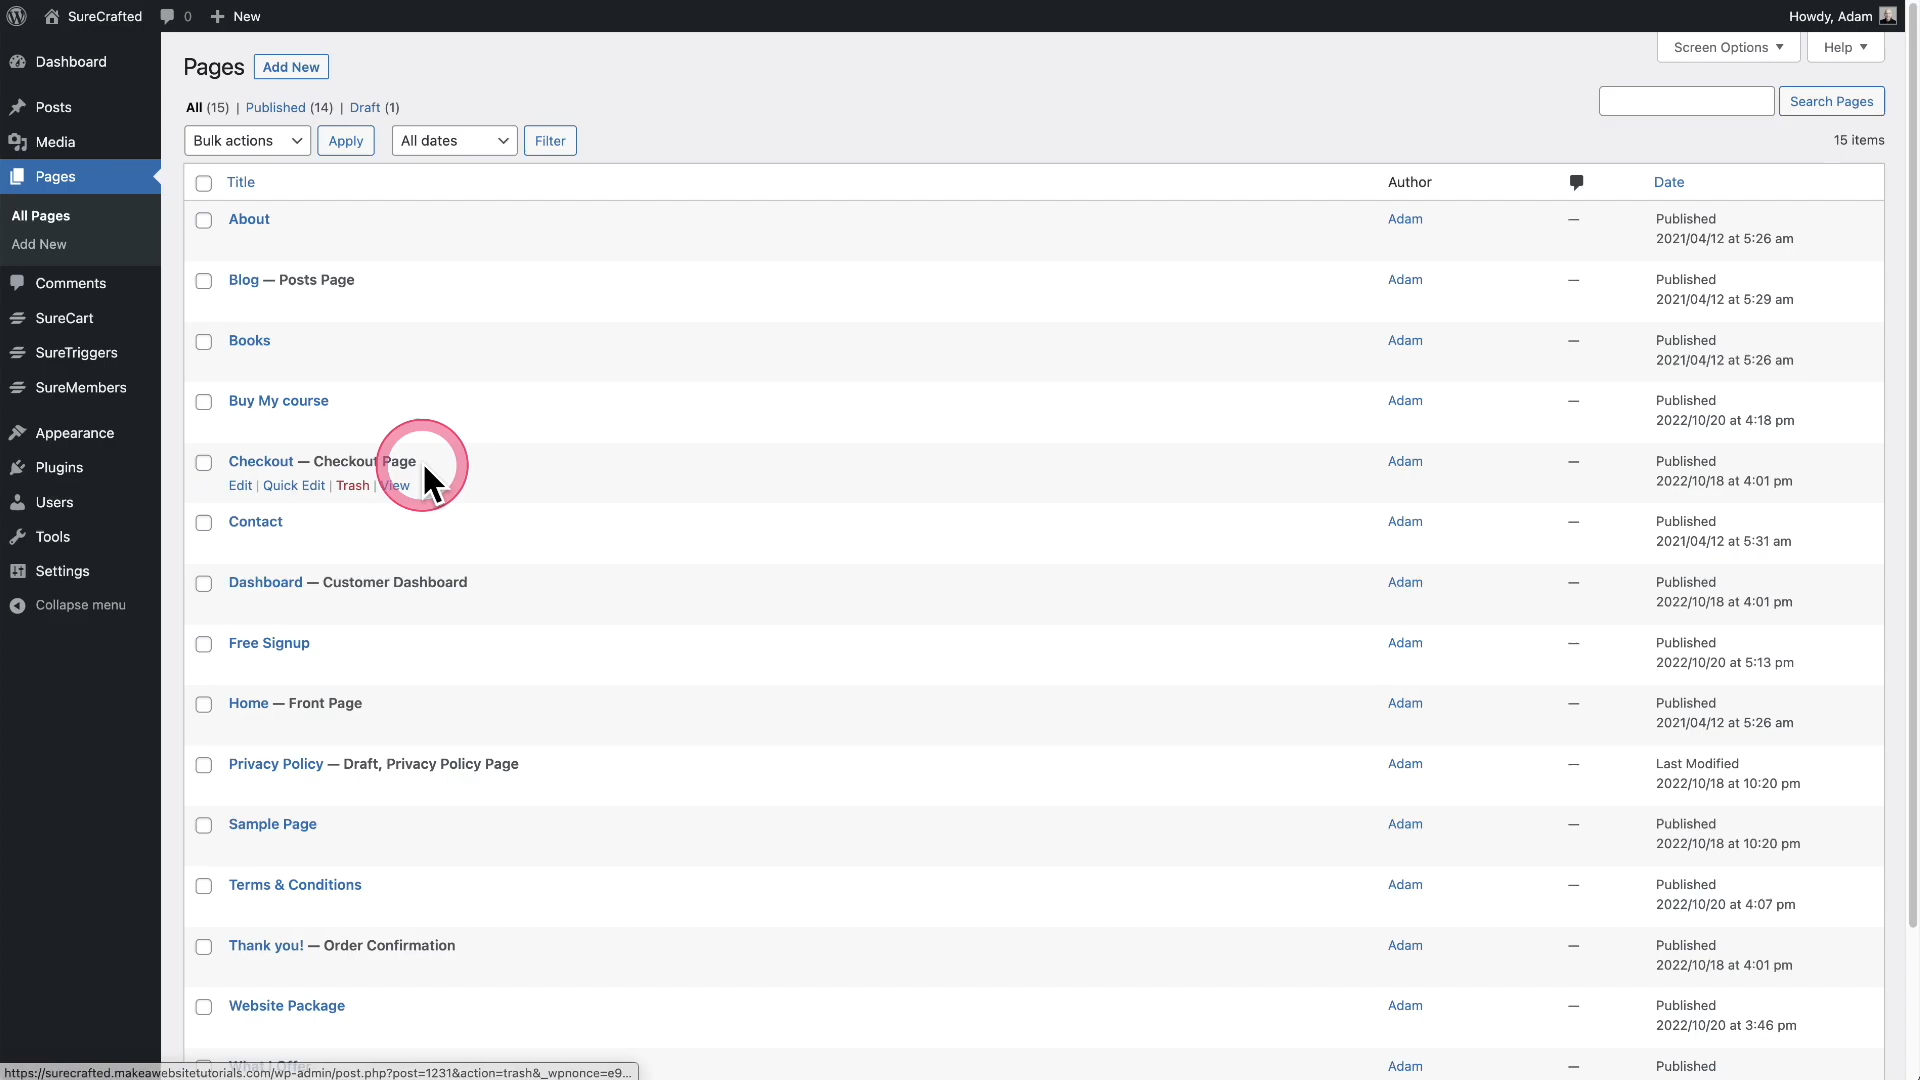 SureCrafted 0 New Howdy, Adam
Screen Options Help
Dashboard
Posts
Media
Pages
All Pages
Add New
Comments
SureCart
SureTriggers
SureMembers
Appearance
Plugins
Users
Tools
Settings
Collapse menu
Pages Add New
All (15) | Published (14) | Draft (1)
Search Pages
Bulk actions Apply All dates Filter 15 items
Title Author Date
About Adam — Published
2021/04/12 at 5:26 am
Blog — Posts Page Adam — Published
2021/04/12 at 5:29 am
Books Adam — Published
2021/04/12 at 5:26 am
Buy My course Adam — Published
2022/10/20 at 4:18 pm
Checkout — Checkout Page Adam — Published
Edit | Quick Edit | Trash | View 2022/10/18 at 4:01 pm
Contact Adam — Published
2021/04/12 at 5:31 am
Dashboard — Customer Dashboard Adam — Published
2022/10/18 at 4:01 pm
Free Signup Adam — Published
2022/10/20 at 5:13 pm
Home — Front Page Adam — Published
2021/04/12 at 5:26 am
Privacy Policy — Draft, Privacy Policy Page Adam — Last Modified
2022/10/18 at 10:20 pm
Sample Page Adam — Published
2022/10/18 at 10:20 pm
Terms & Conditions Adam — Published
2022/10/20 at 4:07 pm
Thank you! — Order Confirmation Adam — Published
2022/10/18 at 4:01 pm
Website Package Adam — Published
2022/10/20 at 3:46 pm
What I Offer Adam — Published
https://surecrafted.makeawebsitetutorials.com/wp-admin/post.php?post=1231&action=trash&_wpnonce=e9...